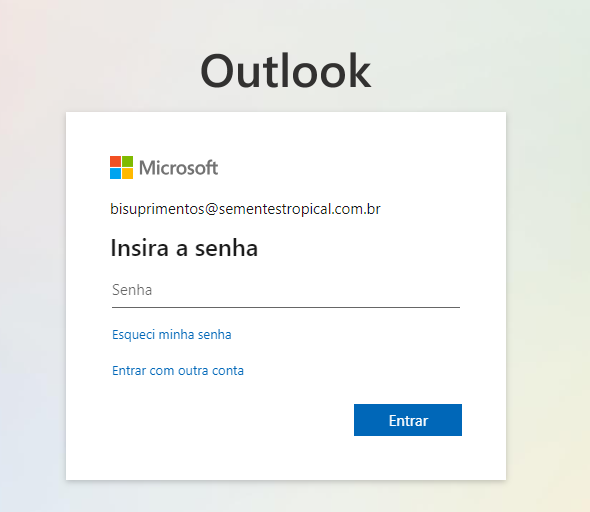 Outlook
Microsoft
bisuprimentos@sementestropical.com.br
Insira a senha
Senha
Esqueci minha senha
Entrar com outra conta
Entrar